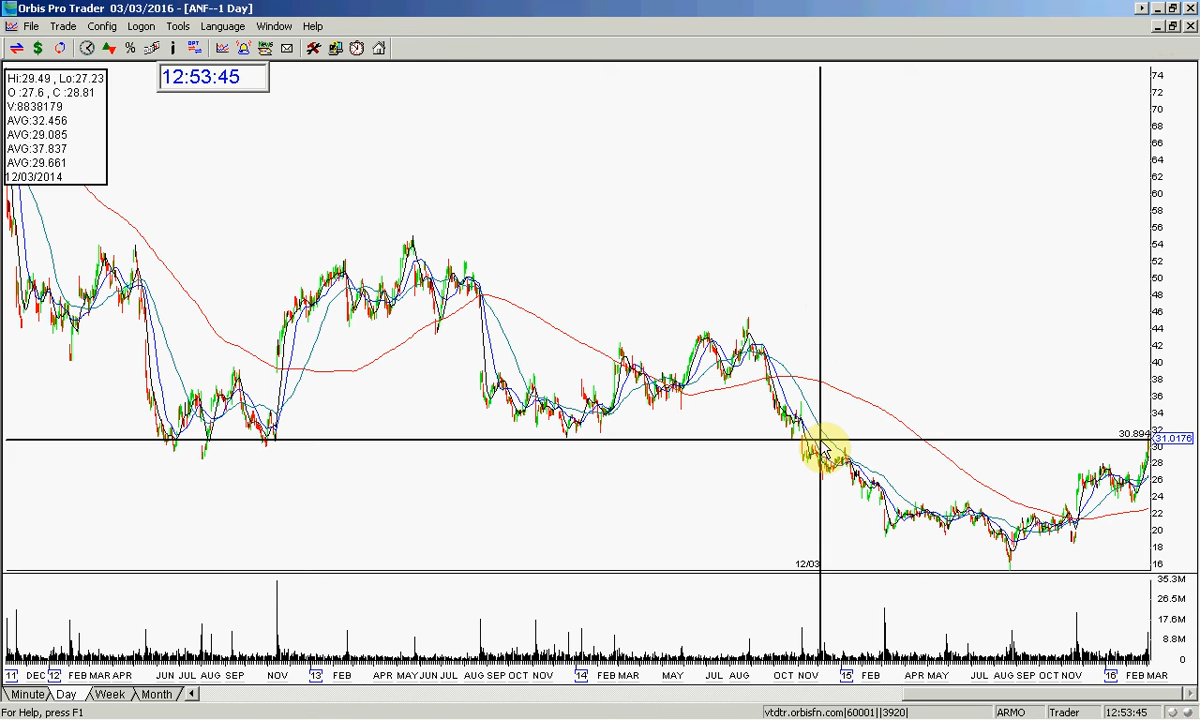 Orbis Pro Trader 03/03/2016 - [ANF--1 Day]
File Trade Config Logon Tools Language Window Help
12:53:45
Hi:29.49 , Lo:27.23
O :27.6 , C :28.81
V:8838179
AVG:32.456
AVG:29.085
AVG:37.837
AVG:29.661
12/03/2014
74
72
70
68
66
64
62
60
58
56
54
52
50
48
46
44
42
40
38
36
34
32
30.894
31.0176
30
28
26
24
22
20
18
16
12/03
35.3M
26.5M
17.6M
8.8M
0
11 DEC 12 FEB MAR APR JUN JUL AUG SEP NOV 13 FEB APR MAY JUN JUL AUG SEP OCT NOV 14 FEB MAR MAY JUL AUG OCT NOV 15 FEB APR MAY JUL AUG SEP OCT NOV 16 FEB MAR
Minute Day Week Month
For Help, press F1 vtdtr.orbisfn.com|60001||3920| ARMO Trader 12:53:45